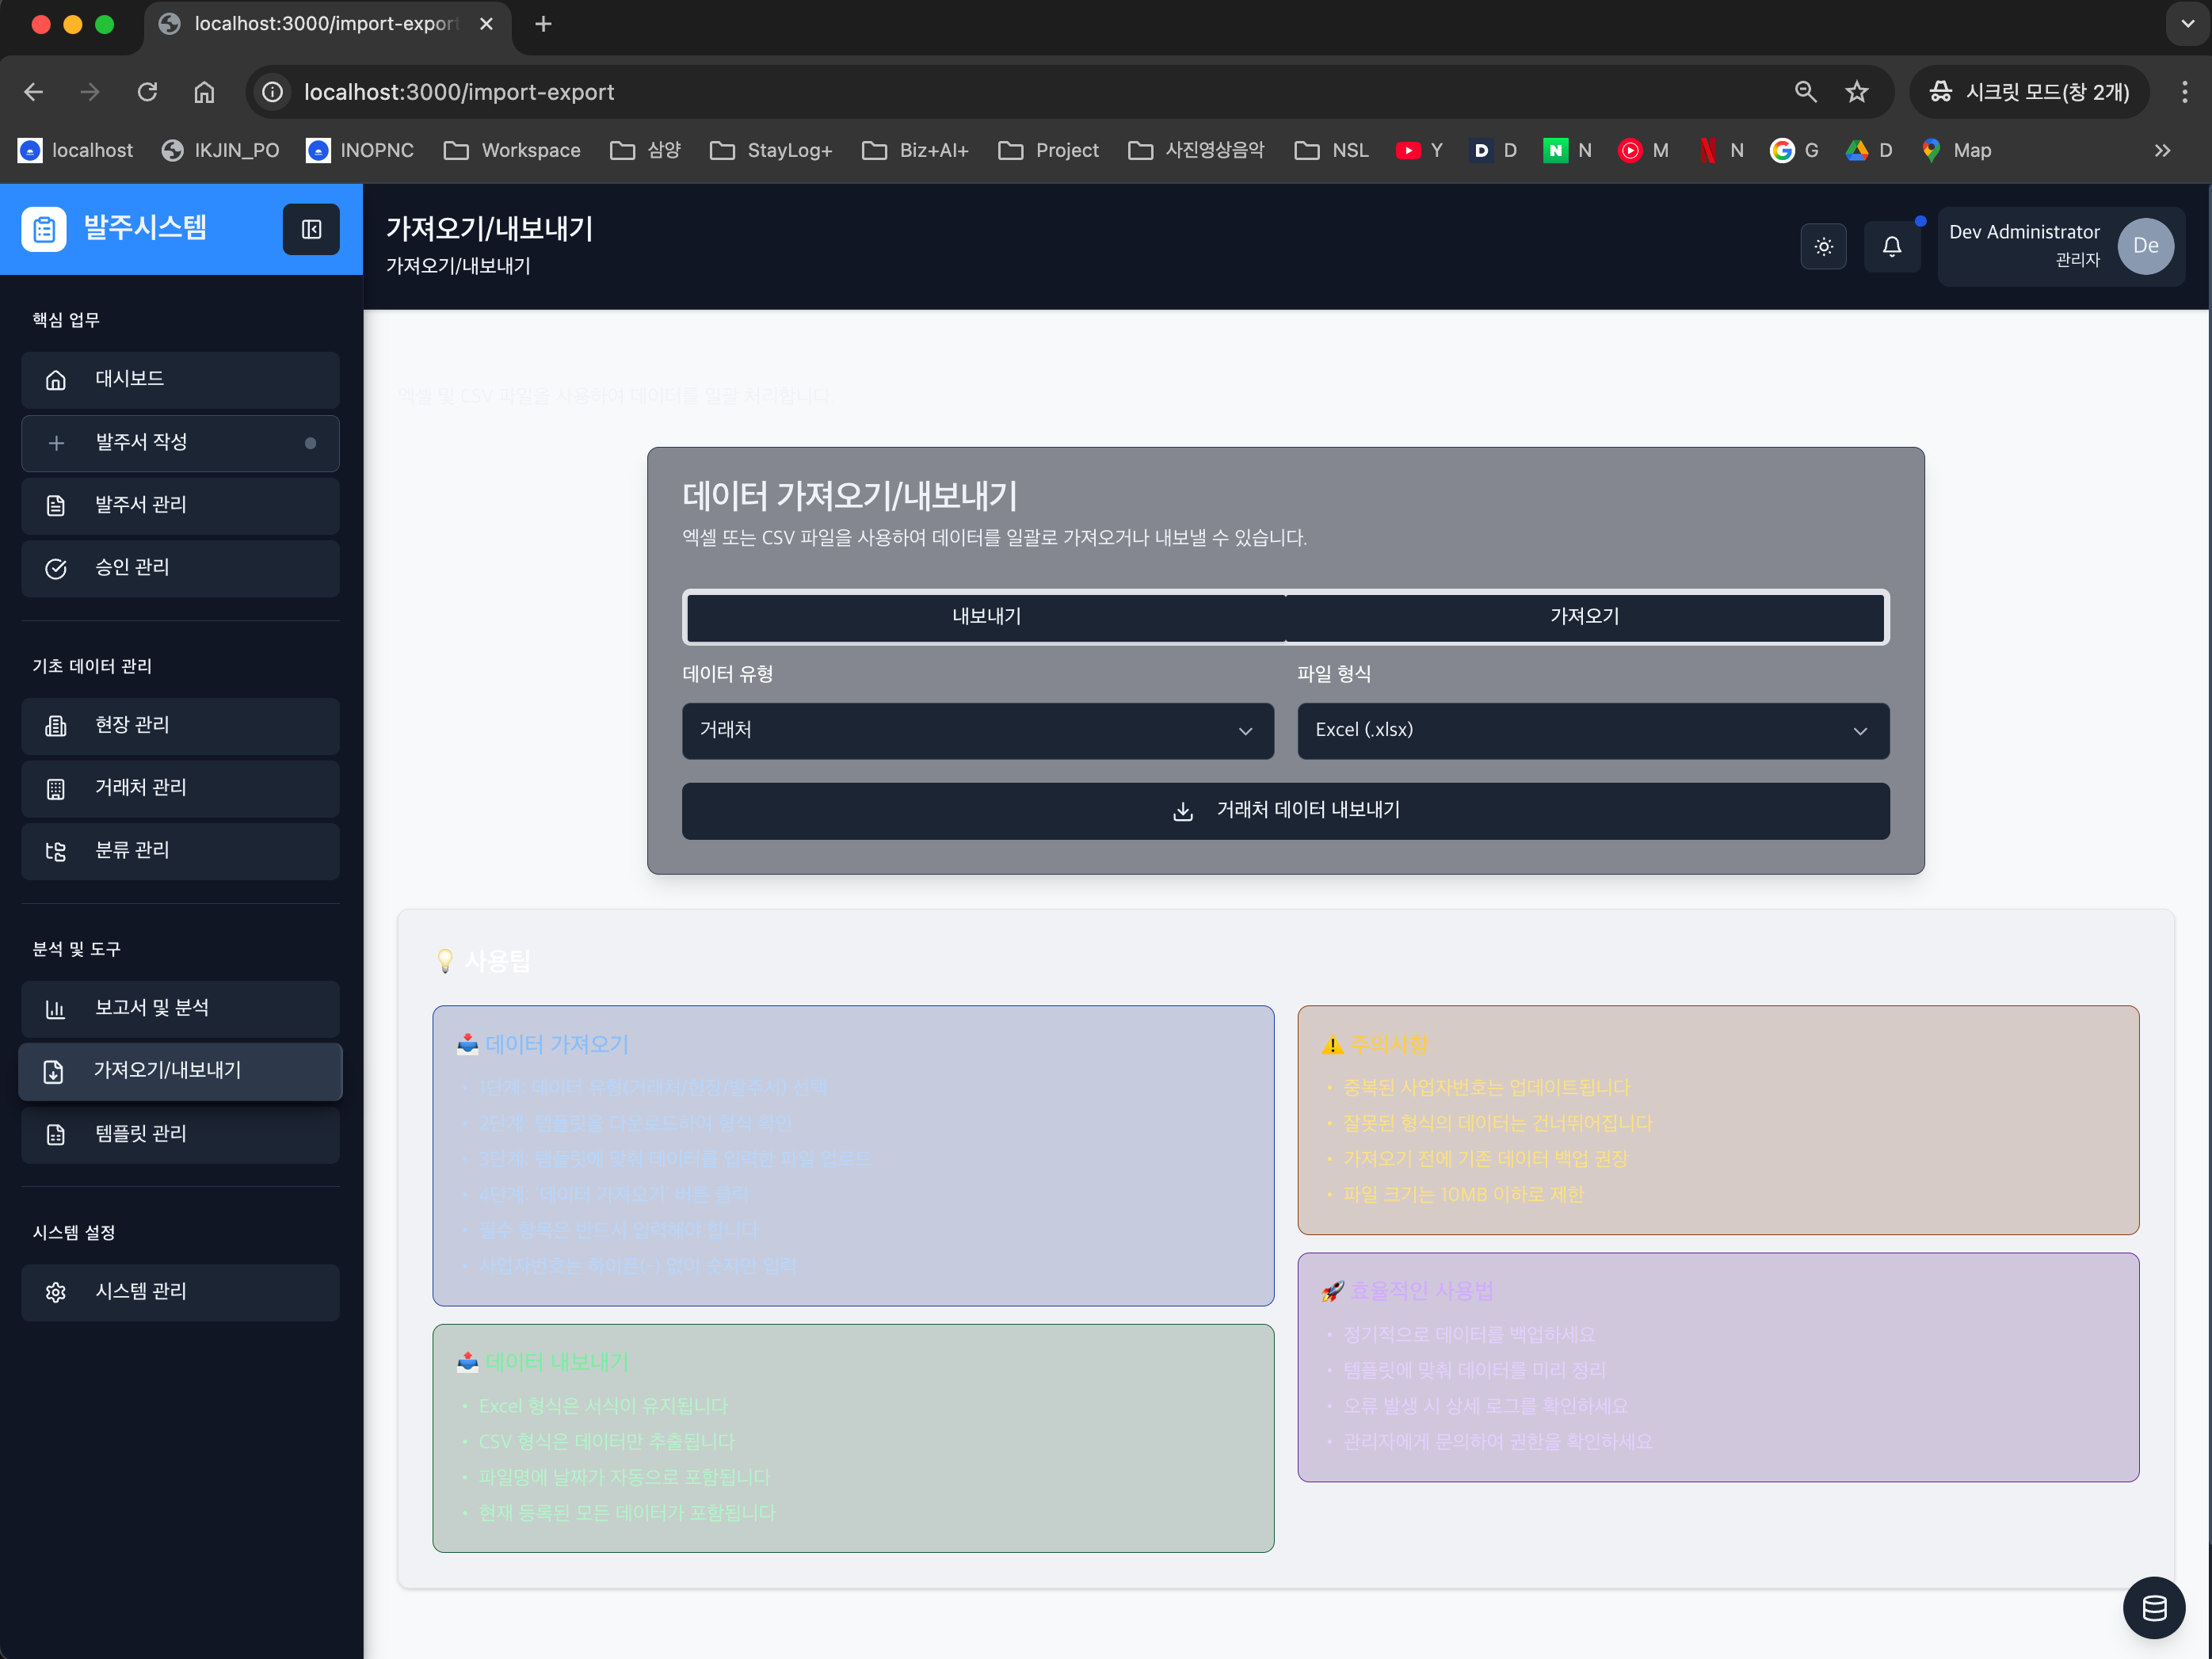 localhost:3000/import-export
localhost:3000/import-export
시크릿 모드(창 2개)
localhost
IKJIN_PO
INOPNC
Workspace
삼양
StayLog+
Biz+AI+
Project
사진영상음악
NSL
Y
D
N
M
N
G
D
Map
발주시스템
가져오기/내보내기
가져오기/내보내기
Dev Administrator
관리자
De
핵심 업무
대시보드
발주서 작성
발주서 관리
승인 관리
기초 데이터 관리
현장 관리
거래처 관리
분류 관리
분석 및 도구
보고서 및 분석
가져오기/내보내기
템플릿 관리
시스템 설정
시스템 관리
엑셀 및 CSV 파일을 사용하여 데이터를 일괄 처리합니다.
데이터 가져오기/내보내기
엑셀 또는 CSV 파일을 사용하여 데이터를 일괄로 가져오거나 내보낼 수 있습니다.
내보내기
가져오기
데이터 유형
파일 형식
거래처
Excel (.xlsx)
거래처 데이터 내보내기
💡 사용팁
📥 데이터 가져오기
• 1단계: 데이터 유형(거래처/현장/발주서) 선택
• 2단계: 템플릿을 다운로드하여 형식 확인
• 3단계: 템플릿에 맞춰 데이터를 입력한 파일 업로드
• 4단계: '데이터 가져오기' 버튼 클릭
• 필수 항목은 반드시 입력해야 합니다
• 사업자번호는 하이픈(-) 없이 숫자만 입력
📤 데이터 내보내기
• Excel 형식은 서식이 유지됩니다
• CSV 형식은 데이터만 추출됩니다
• 파일명에 날짜가 자동으로 포함됩니다
• 현재 등록된 모든 데이터가 포함됩니다
⚠️ 주의사항
• 중복된 사업자번호는 업데이트됩니다
• 잘못된 형식의 데이터는 건너뛰어집니다
• 가져오기 전에 기존 데이터 백업 권장
• 파일 크기는 10MB 이하로 제한
🚀 효율적인 사용법
• 정기적으로 데이터를 백업하세요
• 템플릿에 맞춰 데이터를 미리 정리
• 오류 발생 시 상세 로그를 확인하세요
• 관리자에게 문의하여 권한을 확인하세요